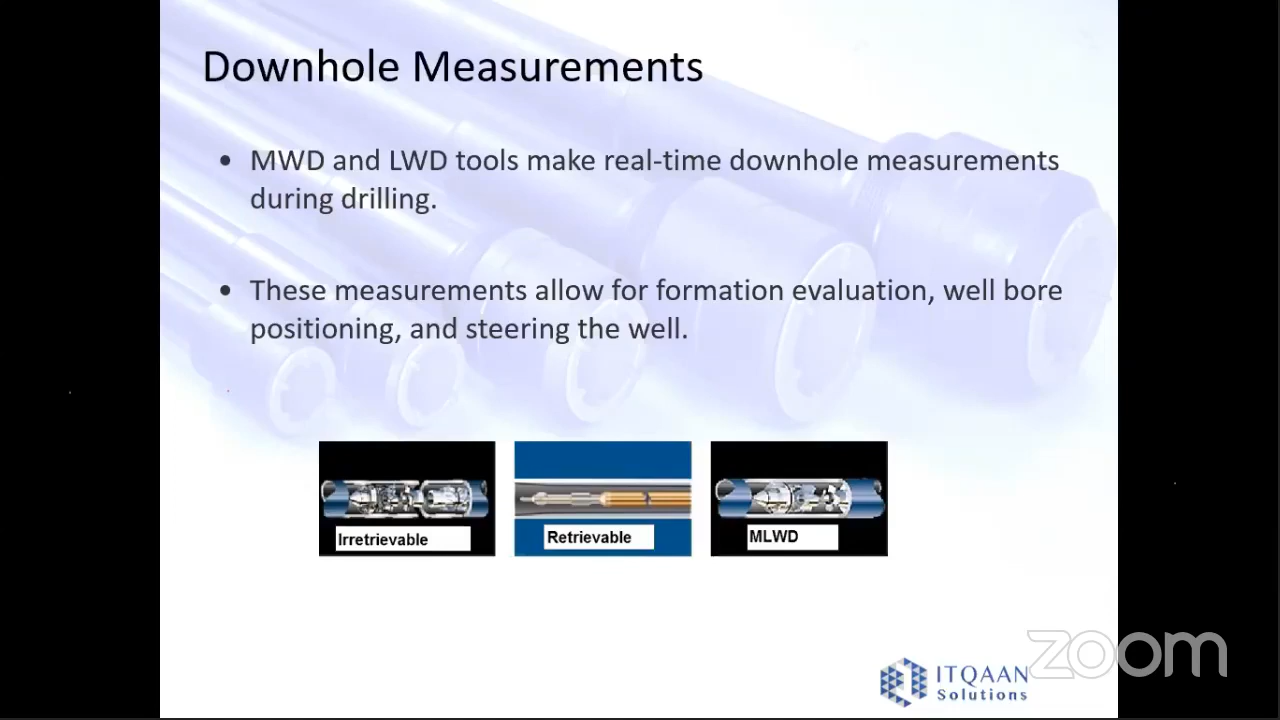 Downhole Measurements
• MWD and LWD tools make real-time downhole measurements
during drilling.
• These measurements allow for formation evaluation, well bore
positioning, and steering the well.
Irretrievable
Retrievable
MLWD
ITQAAN
Solutions
zoom